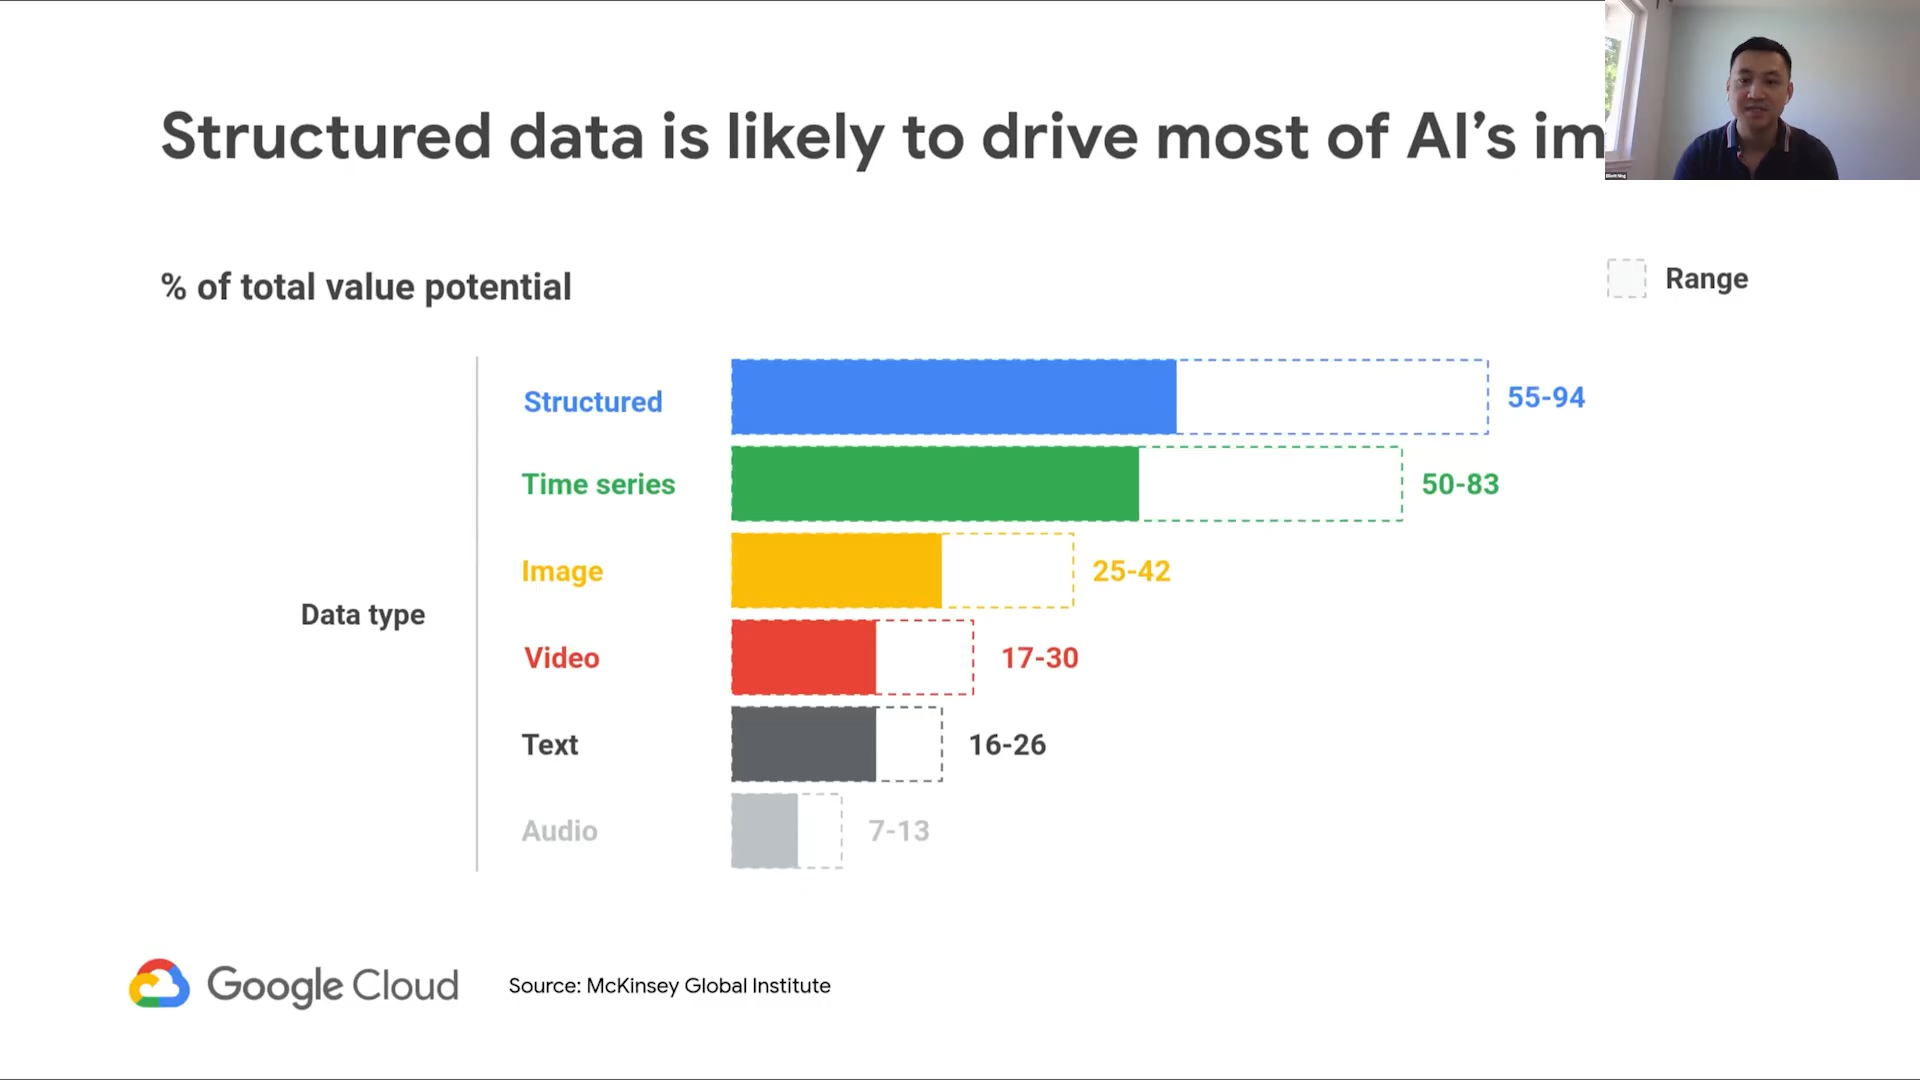 Structured data is likely to drive most of AI's im
% of total value potential
Range
Structured 55-94
Time series 50-83
Image 25-42
Data type
Video 17-30
Text 16-26
Audio 7-13
Google Cloud Source: McKinsey Global Institute